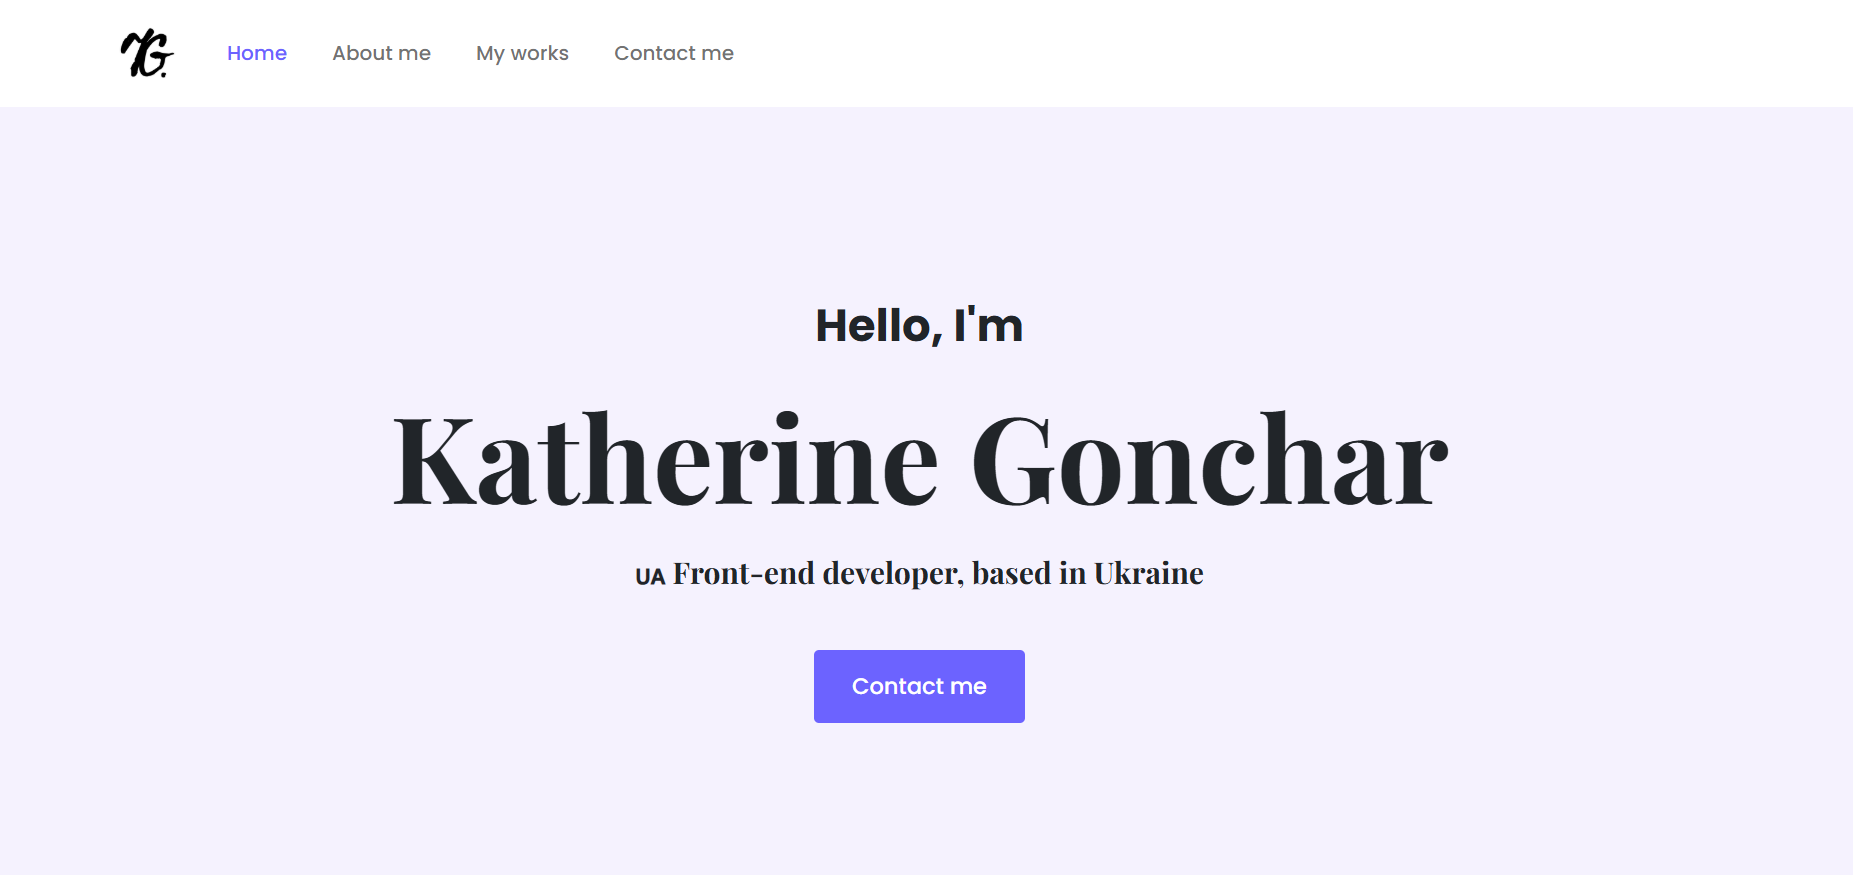 Home About me My works Contact me
Hello, I'm
Katherine Gonchar
UA Front-end developer, based in Ukraine
Contact me